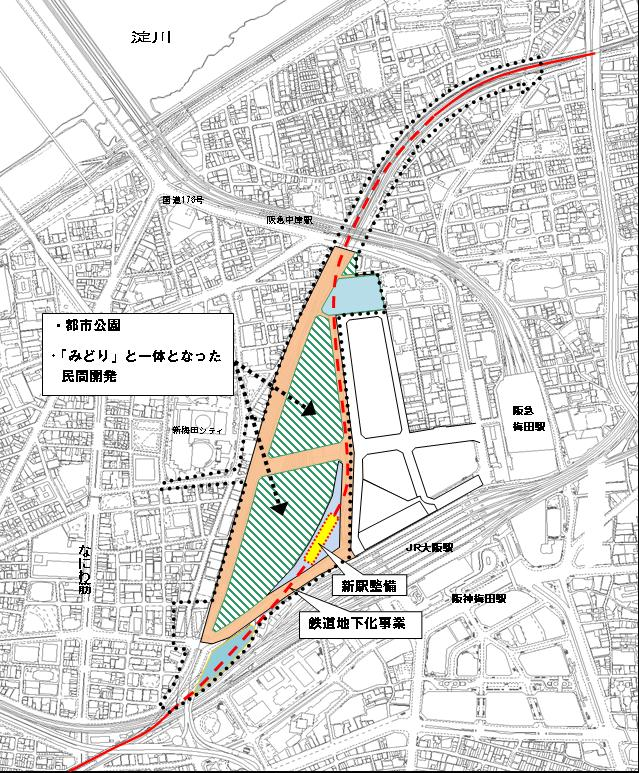 淀川
国道176号
阪急中津駅
・都市公園
・「みどり」と一体となった
民間開発
新梅田シティ
阪急
梅田駅
なにわ筋
JR大阪駅
新駅整備
阪神梅田駅
鉄道地下化事業